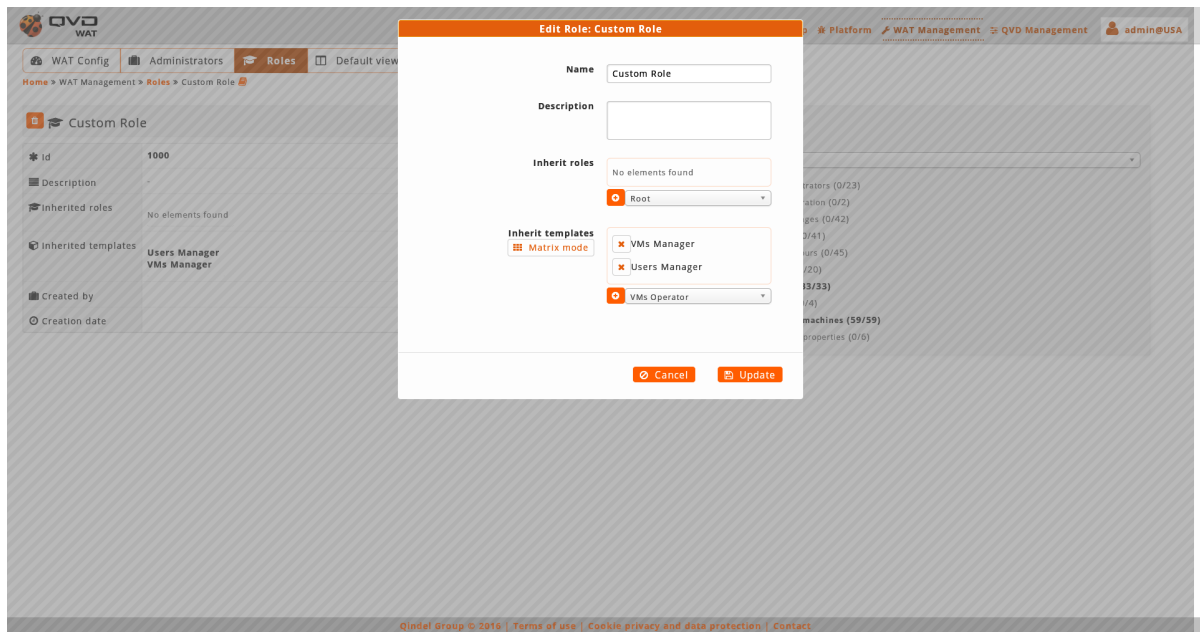 QVD
WAT
Platform
WAT Management
QVD Management
admin@USA
WAT Config
Administrators
Roles
Default view
Home » WAT Management » Roles » Custom Role
Custom Role
Id
1000
Description
-
Inherited roles
No elements found
Inherited templates
Users Manager
VMs Manager
Created by
Creation date
Edit Role: Custom Role
Name
Custom Role
Description
Inherit roles
No elements found
Root
Inherit templates
Matrix mode
VMs Manager
Users Manager
VMs Operator
Cancel
Update
trators (0/23)
ration (0/2)
ges (0/42)
0/41)
urs (0/45)
/20)
33/33)
/4)
machines (59/59)
properties (0/6)
Qindel Group © 2016 | Terms of use | Cookie privacy and data protection | Contact